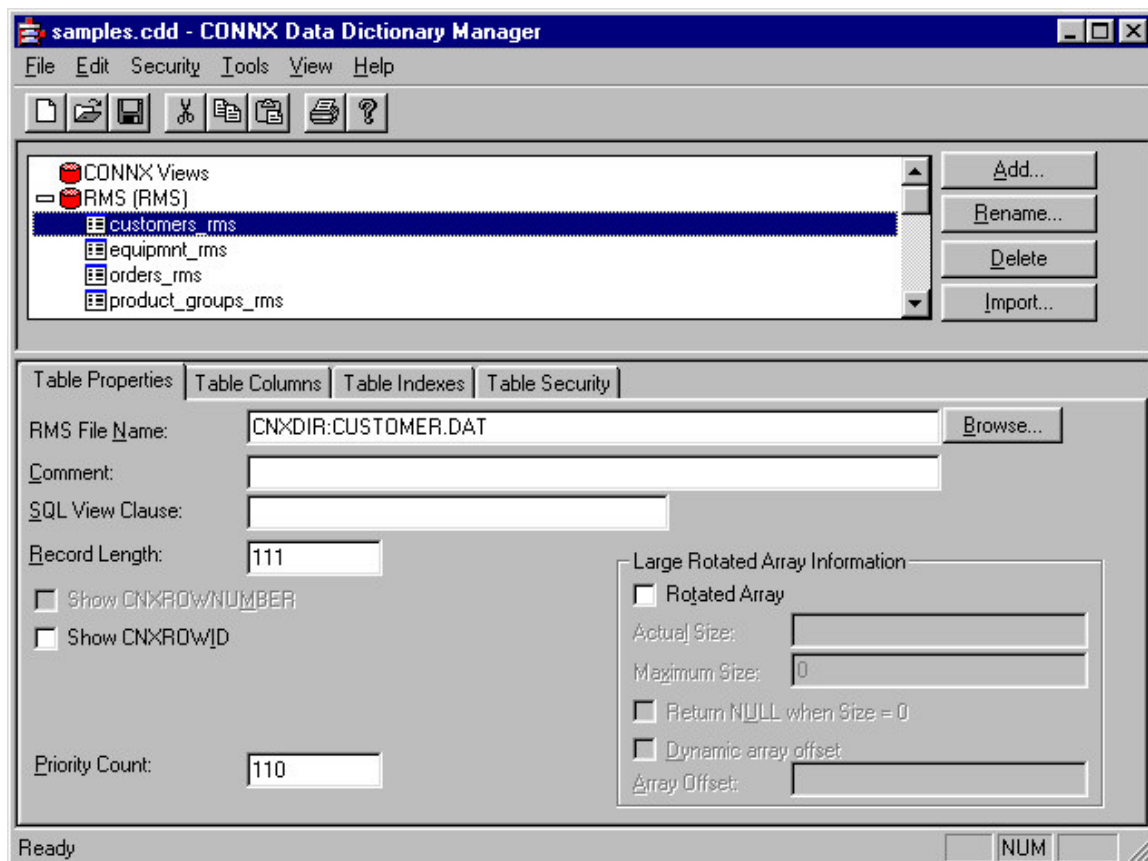 samples.cdd - CONNX Data Dictionary Manager
File Edit Security Tools View Help
CONNX Views
RMS (RMS)
customers_rms
equipmnt_rms
orders_rms
product_groups_rms
Add...
Rename...
Delete
Import...
Table Properties Table Columns Table Indexes Table Security
RMS File Name: CNXDIR:CUSTOMER.DAT Browse...
Comment:
SQL View Clause:
Record Length: 111
Show CNXROWNUMBER
Show CNXROWID
Priority Count: 110
Large Rotated Array Information
Rotated Array
Actual Size:
Maximum Size: 0
Return NULL when Size = 0
Dynamic array offset
Array Offset:
Ready NUM